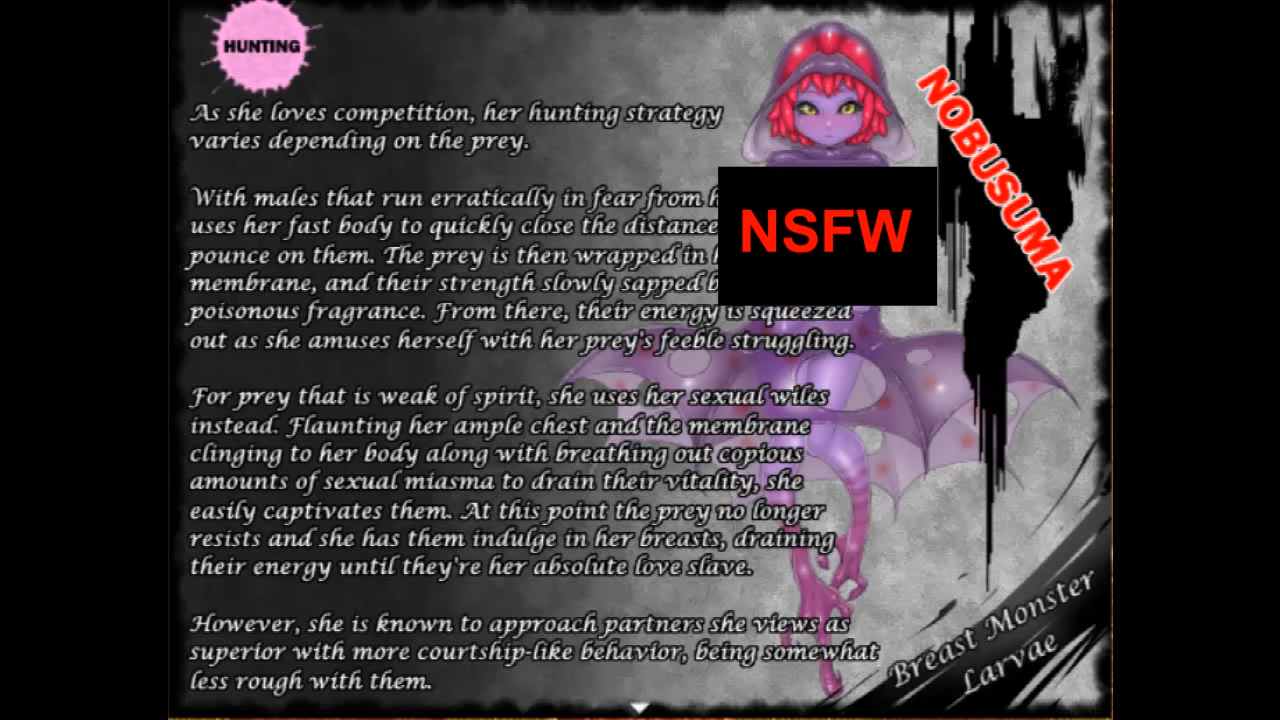 HUNTING
As she loves competition, her hunting strategy
varies depending on the prey.
With males that run erratically in fear from
uses her fast body to quickly close the distance
pounce on them. The prey is then wrapped in
membrane, and their strength slowly sapped
poisonous fragrance. From there, their energy is squeezed
out as she amuses herself with her prey's feeble struggling.
For prey that is weak of spirit, she uses her sexual wiles
instead. Flaunting her ample chest and the membrane
clinging to her body along with breathing out copious
amounts of sexual miasma to drain their vitality, she
easily captivates them. At this point the prey no longer
resists and she has them indulge in her breasts, draining
their energy until they're her absolute love slave.
However, she is known to approach partners she views as
superior with more courtship-like behavior, being somewhat
less rough with them.
NSFW
NOBUSUMA
Breast Monster
Larvae